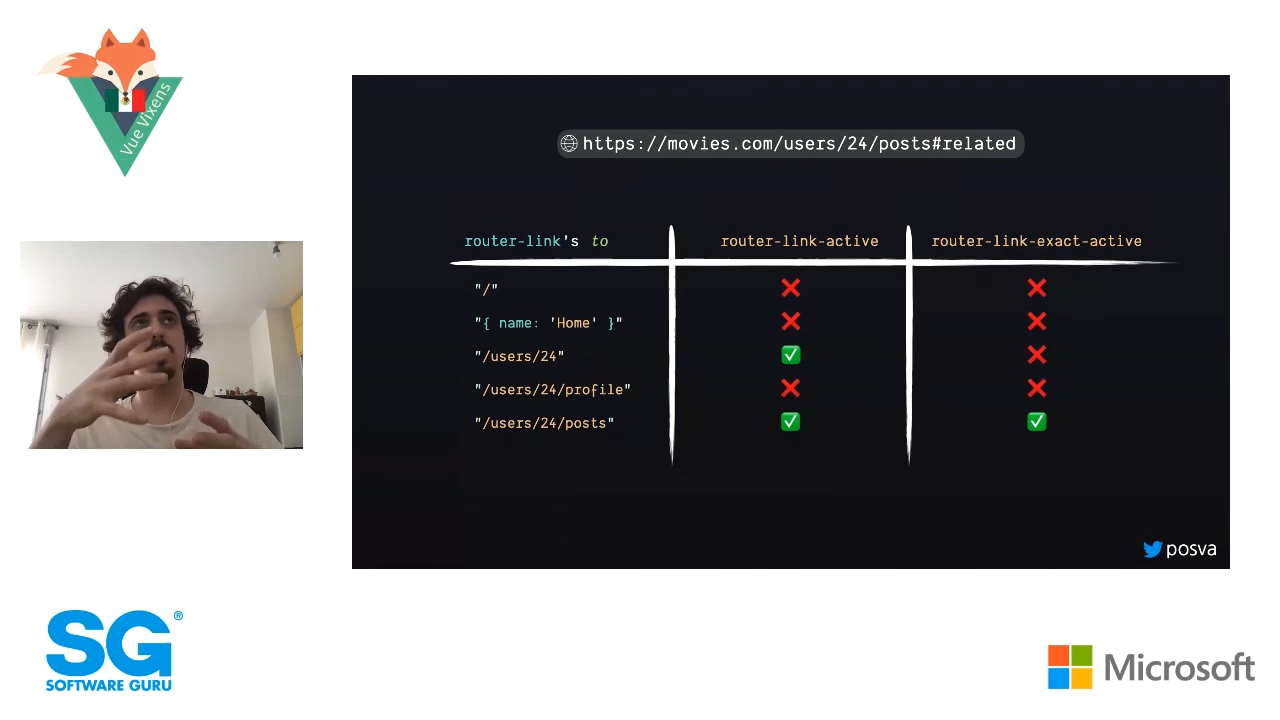 Vue Vixens
https://movies.com/users/24/posts#related
router-link's to
router-link-active
router-link-exact-active
"/"
"{ name: 'Home' }"
"/users/24"
"/users/24/profile"
"/users/24/posts"
posva
SG®
SOFTWARE GURU
Microsoft